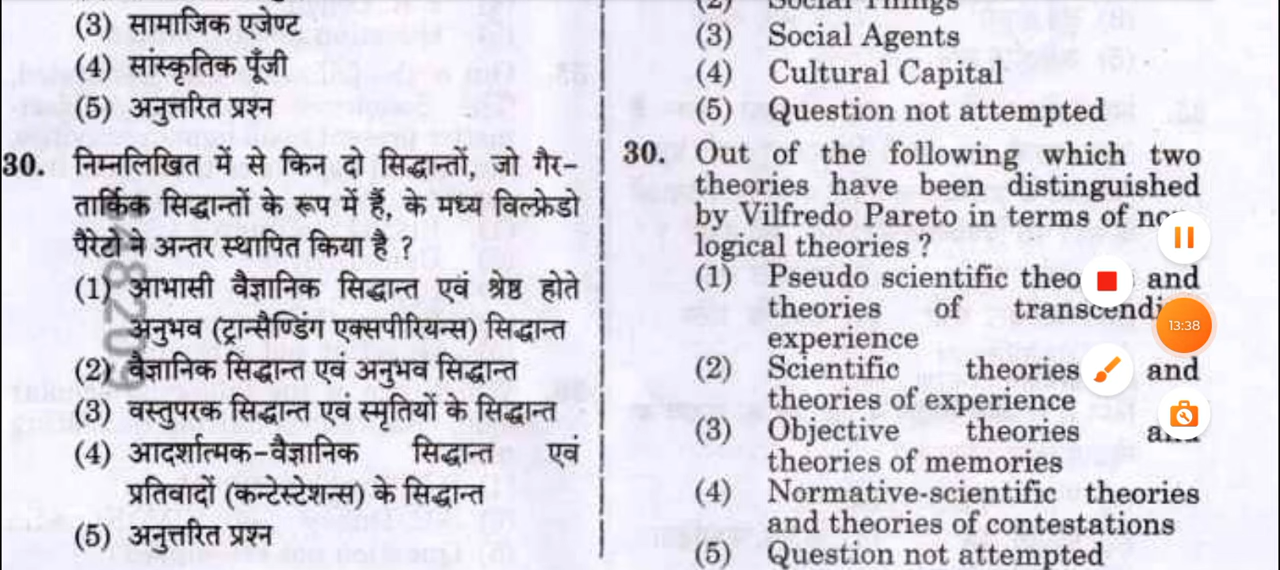 (3) सामाजिक एजेण्ट
(4) सांस्कृतिक पूँजी
(5) अनुत्तरित प्रश्न
30. निम्नलिखित में से किन दो सिद्धान्तों, जो गैर-
तार्किक सिद्धान्तों के रूप में हैं, के मध्य विल्फ्रेडो
पैरेटो ने अन्तर स्थापित किया है ?
(1) आभासी वैज्ञानिक सिद्धान्त एवं श्रेष्ठ होते
अनुभव (ट्रान्सैण्डिंग एक्सपीरियन्स) सिद्धान्त
(2) वैज्ञानिक सिद्धान्त एवं अनुभव सिद्धान्त
(3) वस्तुपरक सिद्धान्त एवं स्मृतियों के सिद्धान्त
(4) आदर्शात्मक-वैज्ञानिक सिद्धान्त एवं
प्रतिवादों (कन्टेस्टेशन्स) के सिद्धान्त
(5) अनुत्तरित प्रश्न
(2) Social Things
(3) Social Agents
(4) Cultural Capital
(5) Question not attempted
30. Out of the following which two
theories have been distinguished
by Vilfredo Pareto in terms of
logical theories ?
(1) Pseudo scientific and
theories of
experience
(2) Scientific theories and
theories of experience
(3) Objective theories and
theories of memories
(4) Normative-scientific theories
and theories of contestations
(5) Question not attempted
13:38